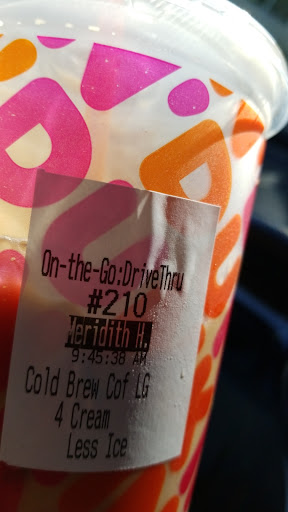 On-the-Go:DriveThru
#210
Meridith H.
9:45:38 AM
Cold Brew Cof LG
4 Cream
Less Ice